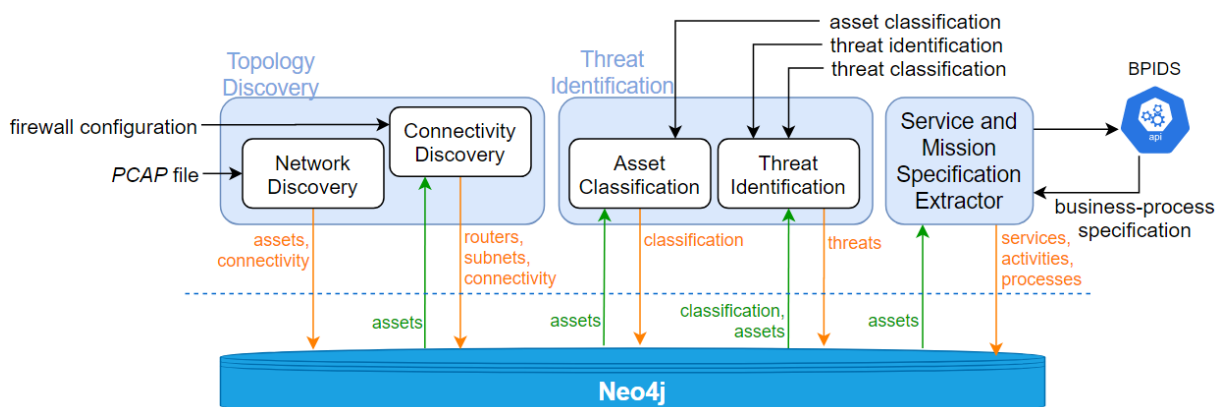 asset classification
threat identification
threat classification
Topology
Discovery
Threat
Identification
BPIDS
api
firewall configuration
PCAP file
Connectivity
Discovery
Network
Discovery
Asset
Classification
Threat
Identification
Service and
Mission
Specification
Extractor
business-process
specification
assets,
connectivity
routers,
subnets,
connectivity
classification
threats
services,
activities,
processes
assets
assets
classification,
assets
assets
Neo4j